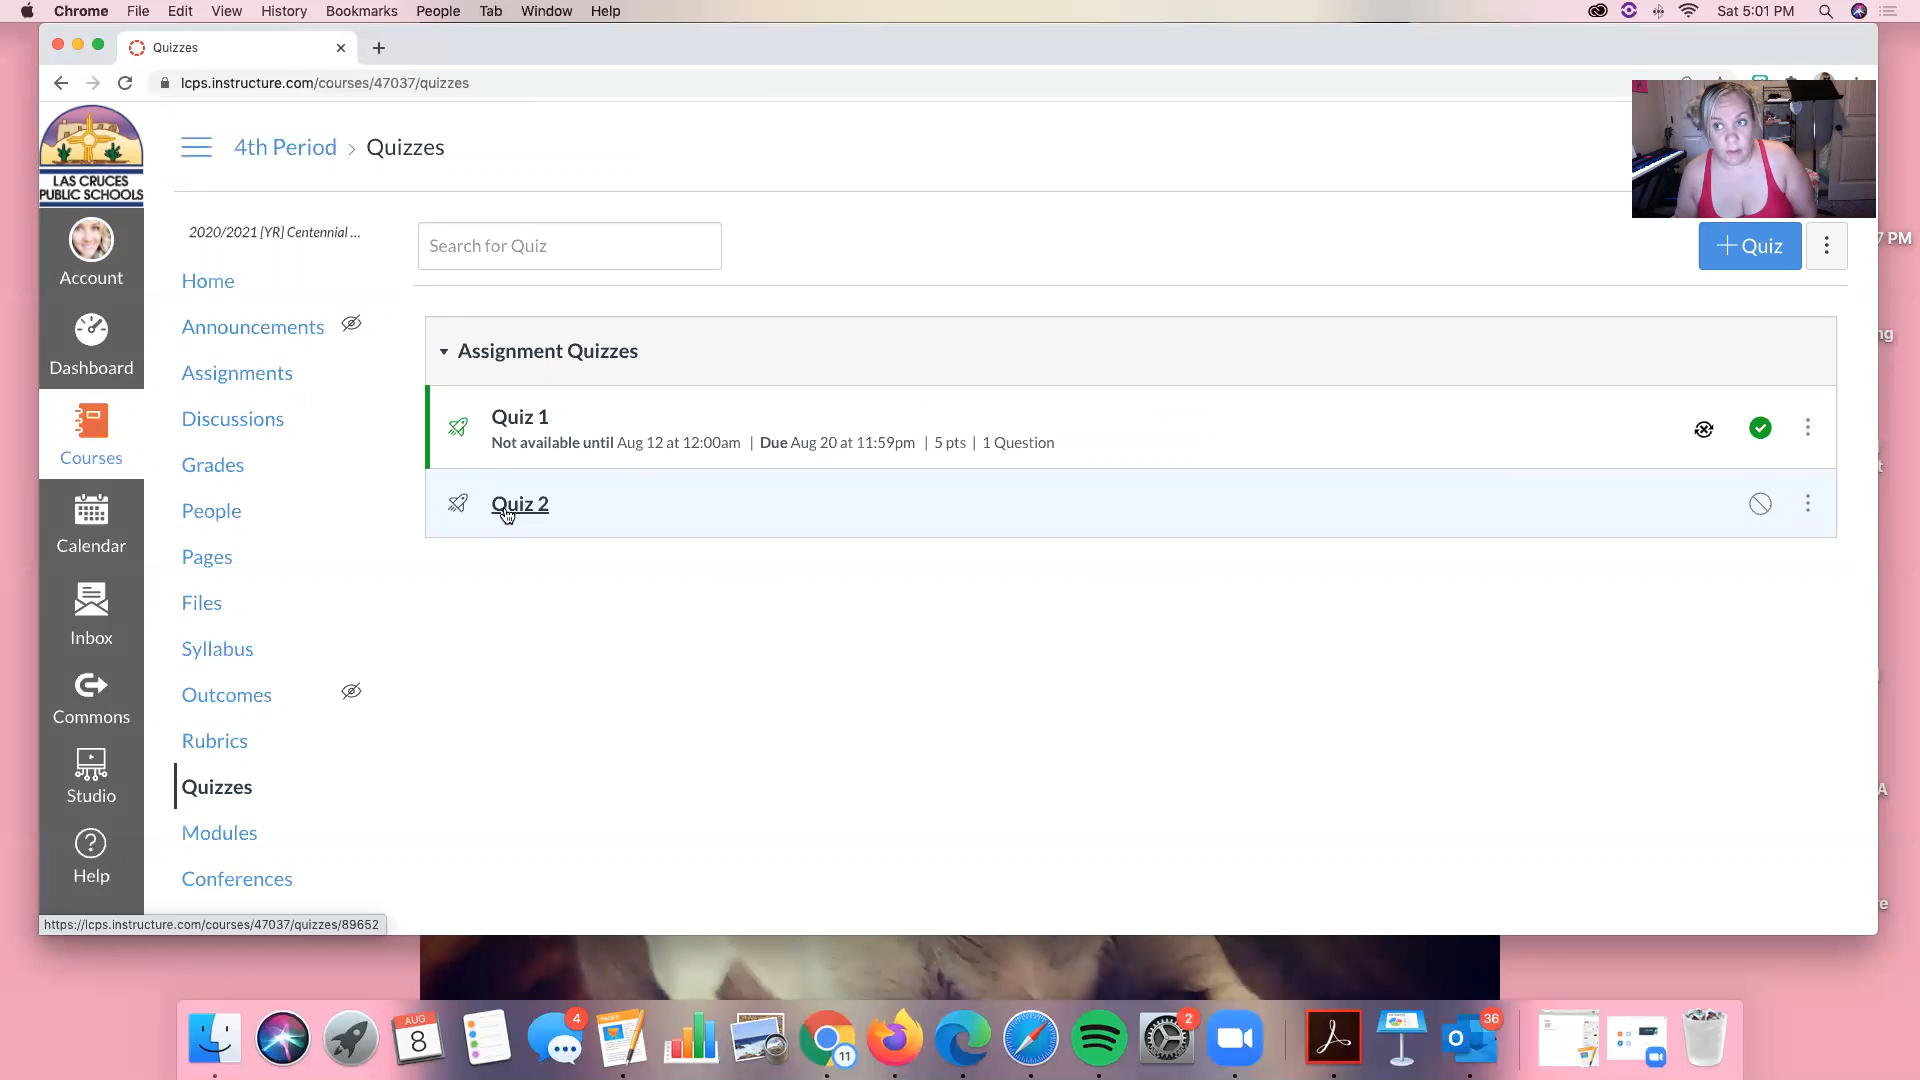 Chrome File Edit View History Bookmarks People Tab Window Help
Sat 5:01 PM
Quizzes
lcps.instructure.com/courses/47037/quizzes
LAS CRUCES
PUBLIC SCHOOLS
4th Period > Quizzes
7 PM
2020/2021 [YR] Centennial ...
Search for Quiz
+ Quiz
Account
Home
Announcements
Dashboard
Assignments
Assignment Quizzes
ng
Discussions
Quiz 1
Not available until Aug 12 at 12:00am | Due Aug 20 at 11:59pm | 5 pts | 1 Question
Courses
Grades
People
Quiz 2
Calendar
Pages
Files
Inbox
Syllabus
Outcomes
Commons
Rubrics
Studio
Quizzes
A
Modules
Help
Conferences
e
https://lcps.instructure.com/courses/47037/quizzes/89652
AUG
8
4
PAGES
11
2
36